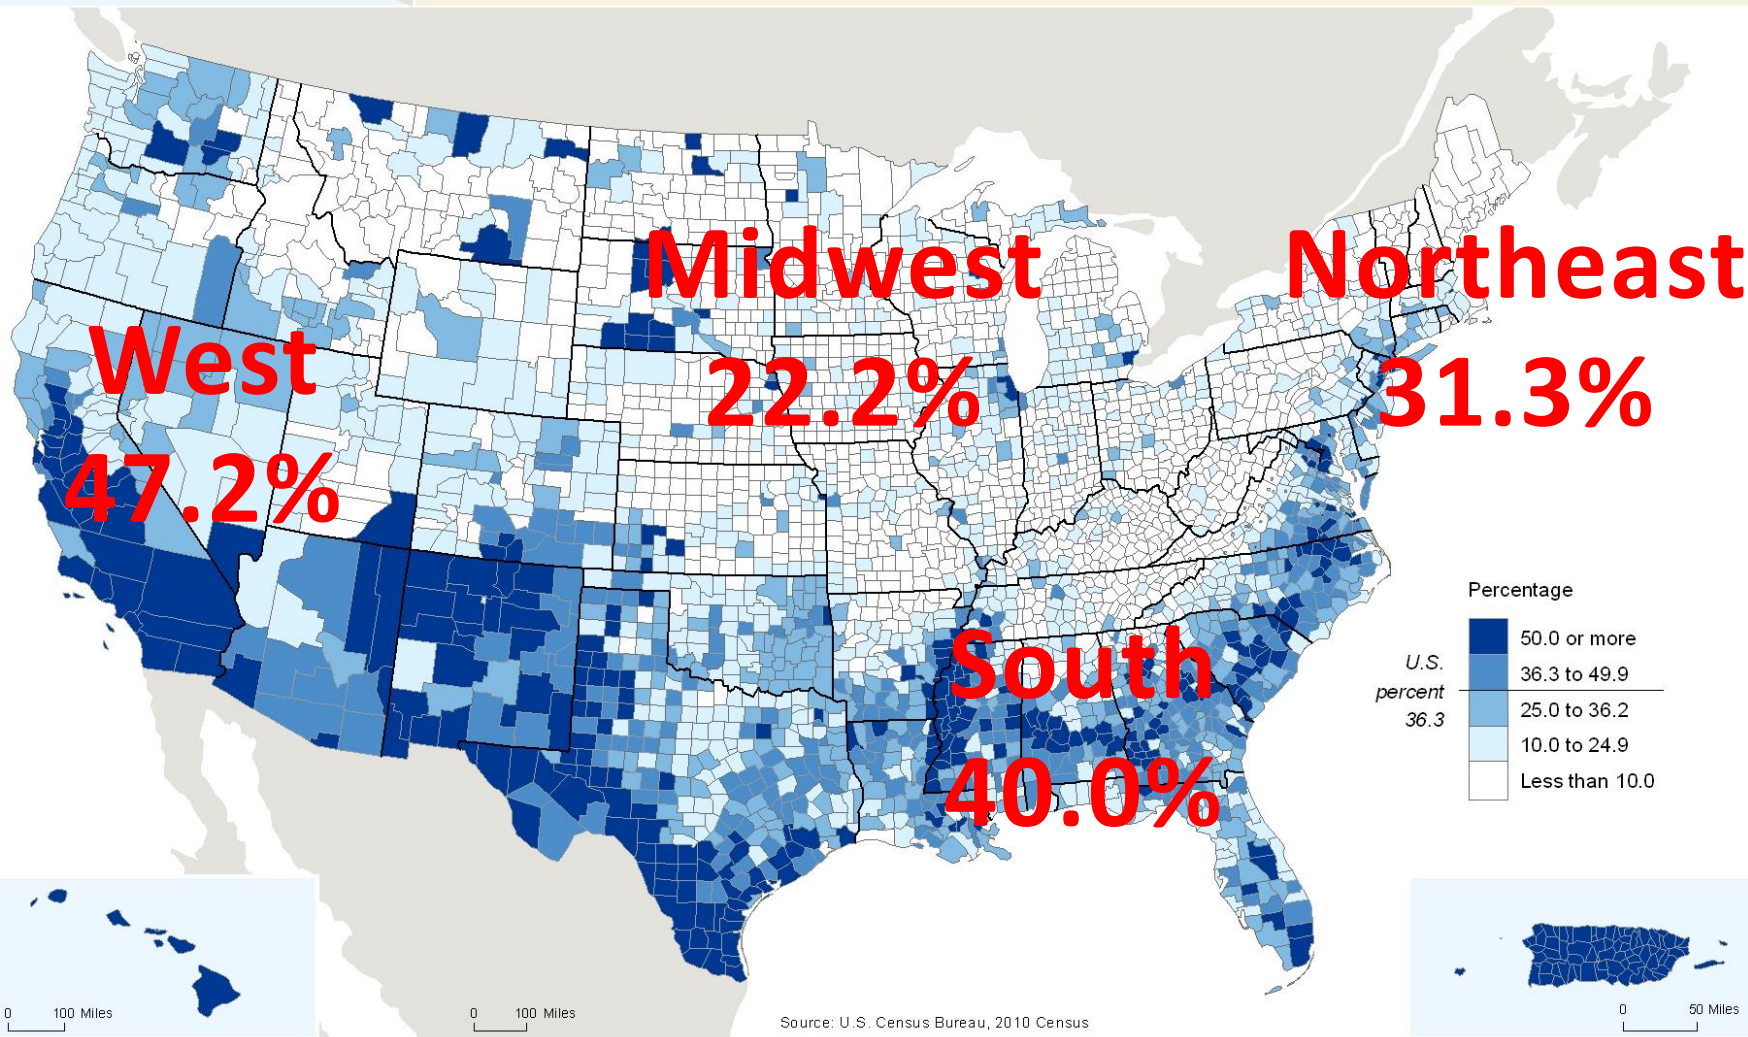 Midwest
22.2%
Northeast
31.3%
West
47.2%
South
40.0%
Percentage
50.0 or more
36.3 to 49.9
25.0 to 36.2
10.0 to 24.9
Less than 10.0
U.S.
percent
36.3
0 100 Miles
0 100 Miles
Source: U.S. Census Bureau, 2010 Census
0 50 Miles